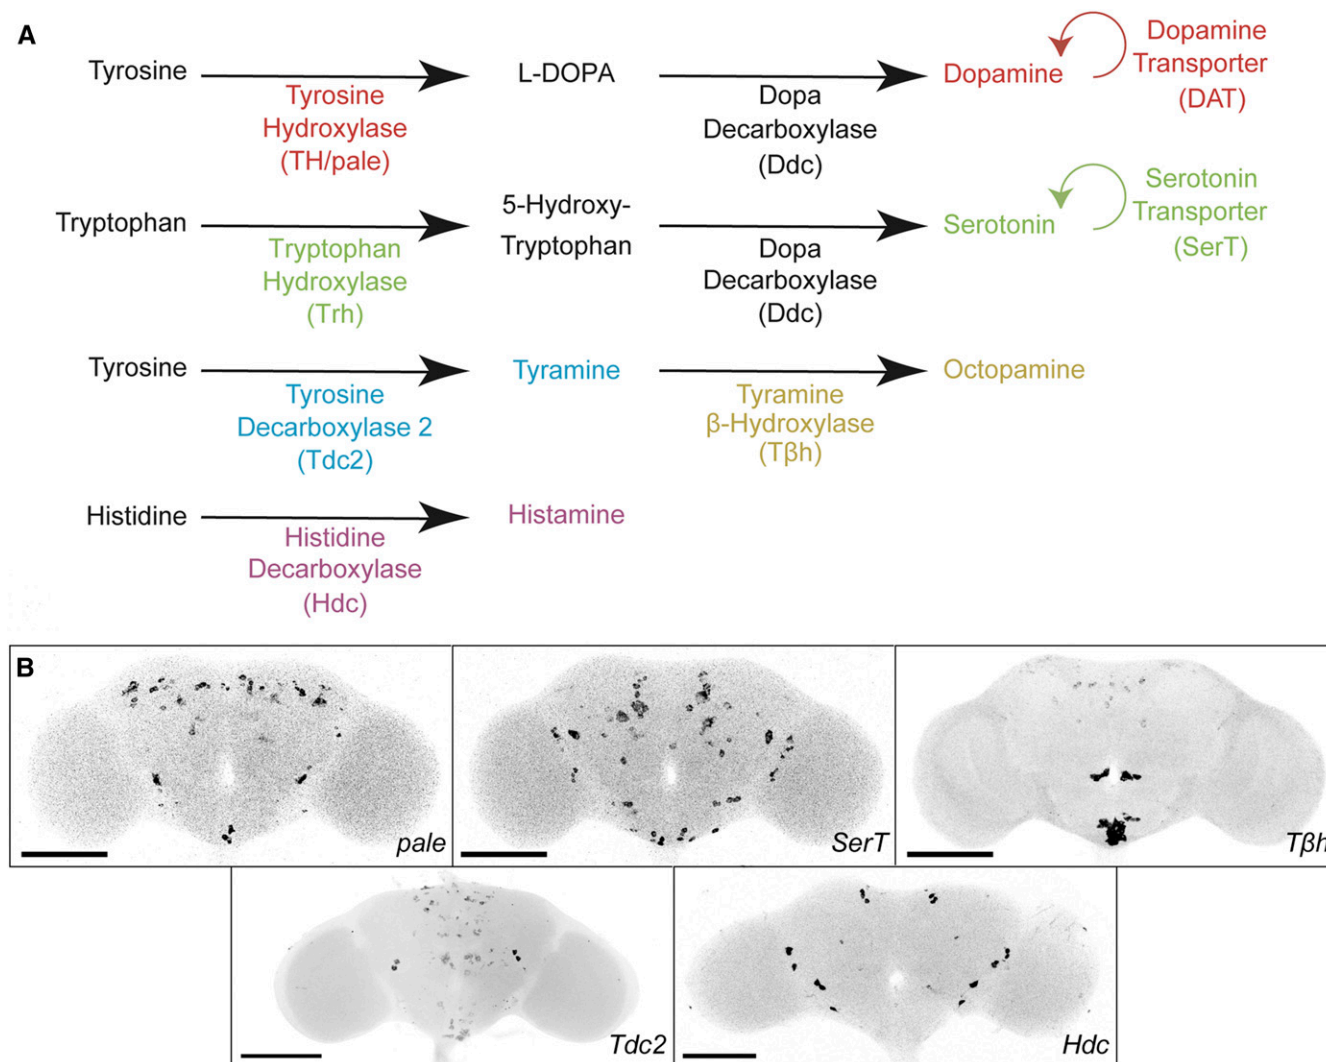 A
Tyrosine
Tyrosine
Hydroxylase
(TH/pale)
L-DOPA
Dopa
Decarboxylase
(Ddc)
Dopamine
Dopamine
Transporter
(DAT)
Tryptophan
Tryptophan
Hydroxylase
(Trh)
5-Hydroxy-
Tryptophan
Dopa
Decarboxylase
(Ddc)
Serotonin
Serotonin
Transporter
(SerT)
Tyrosine
Tyrosine
Decarboxylase 2
(Tdc2)
Tyramine
Tyramine
β-Hydroxylase
(Tβh)
Octopamine
Histidine
Histidine
Decarboxylase
(Hdc)
Histamine
B
pale
SerT
Tβh
Tdc2
Hdc